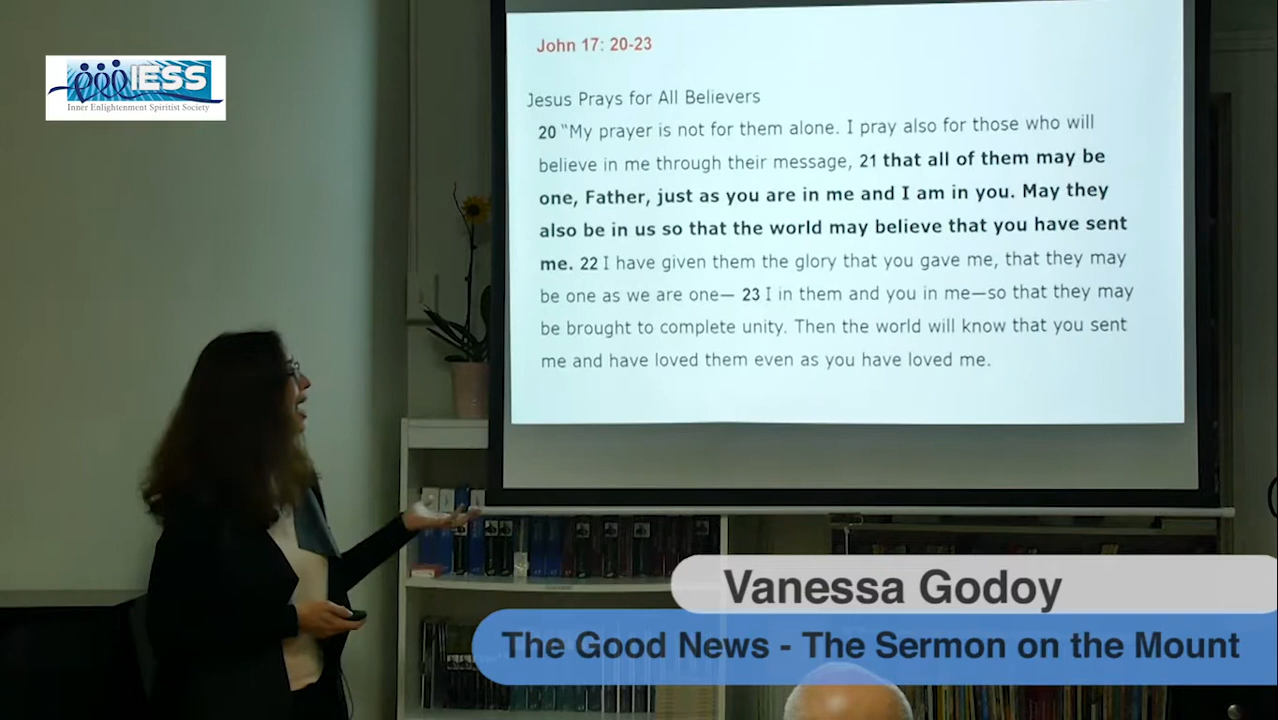 IESS
Inner Enlightenment Spiritist Society
John 17: 20-23
Jesus Prays for All Believers
20 “My prayer is not for them alone. I pray also for those who will
believe in me through their message, 21 that all of them may be
one, Father, just as you are in me and I am in you. May they
also be in us so that the world may believe that you have sent
me. 22 I have given them the glory that you gave me, that they may
be one as we are one— 23 I in them and you in me—so that they may
be brought to complete unity. Then the world will know that you sent
me and have loved them even as you have loved me.
Vanessa Godoy
The Good News - The Sermon on the Mount